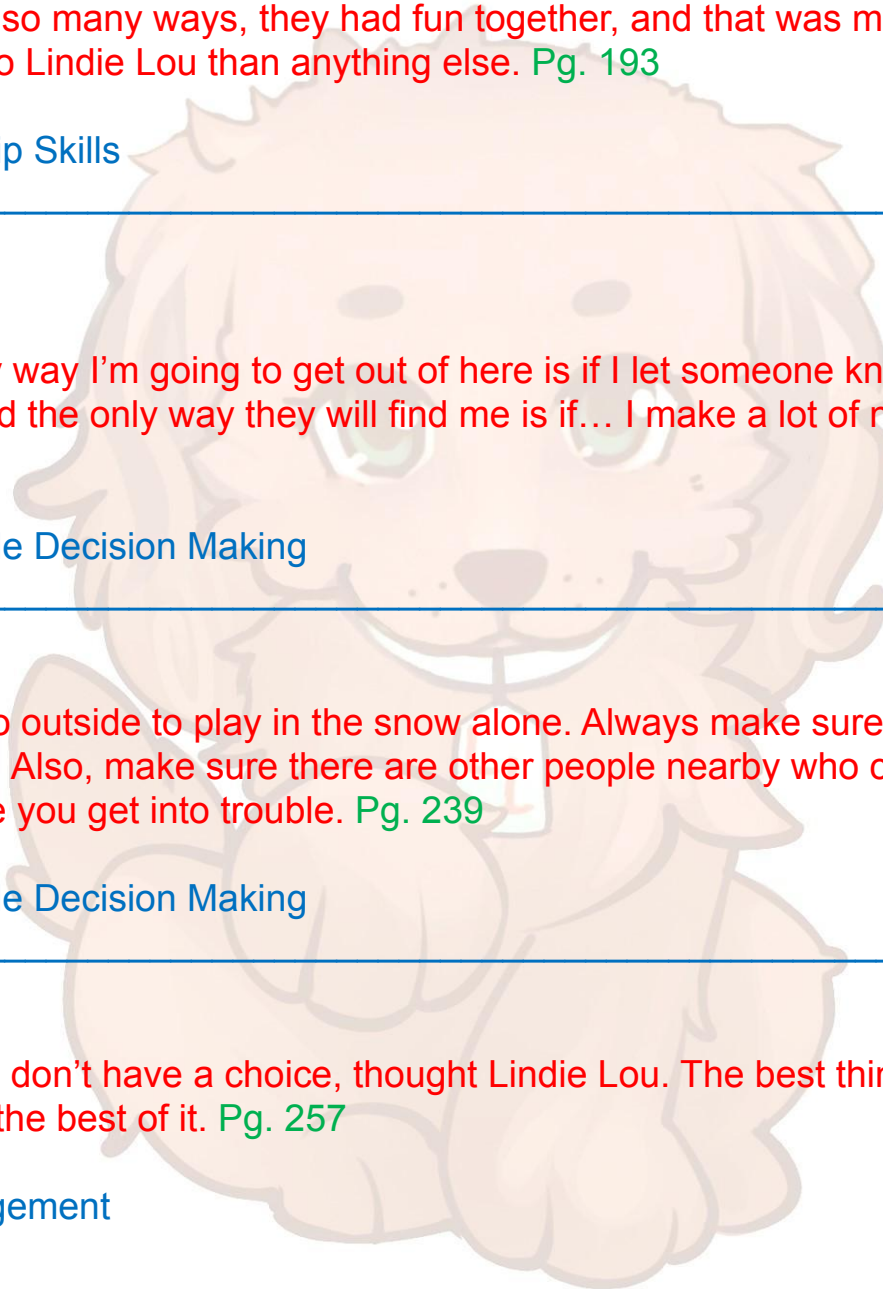 so many ways, they had fun together, and that was m
o Lindie Lou than anything else. Pg. 193
p Skills
y way I'm going to get out of here is if I let someone kn
d the only way they will find me is if… I make a lot of n
e Decision Making
o outside to play in the snow alone. Always make sure
. Also, make sure there are other people nearby who c
e you get into trouble. Pg. 239
e Decision Making
don't have a choice, thought Lindie Lou. The best thin
the best of it. Pg. 257
gement